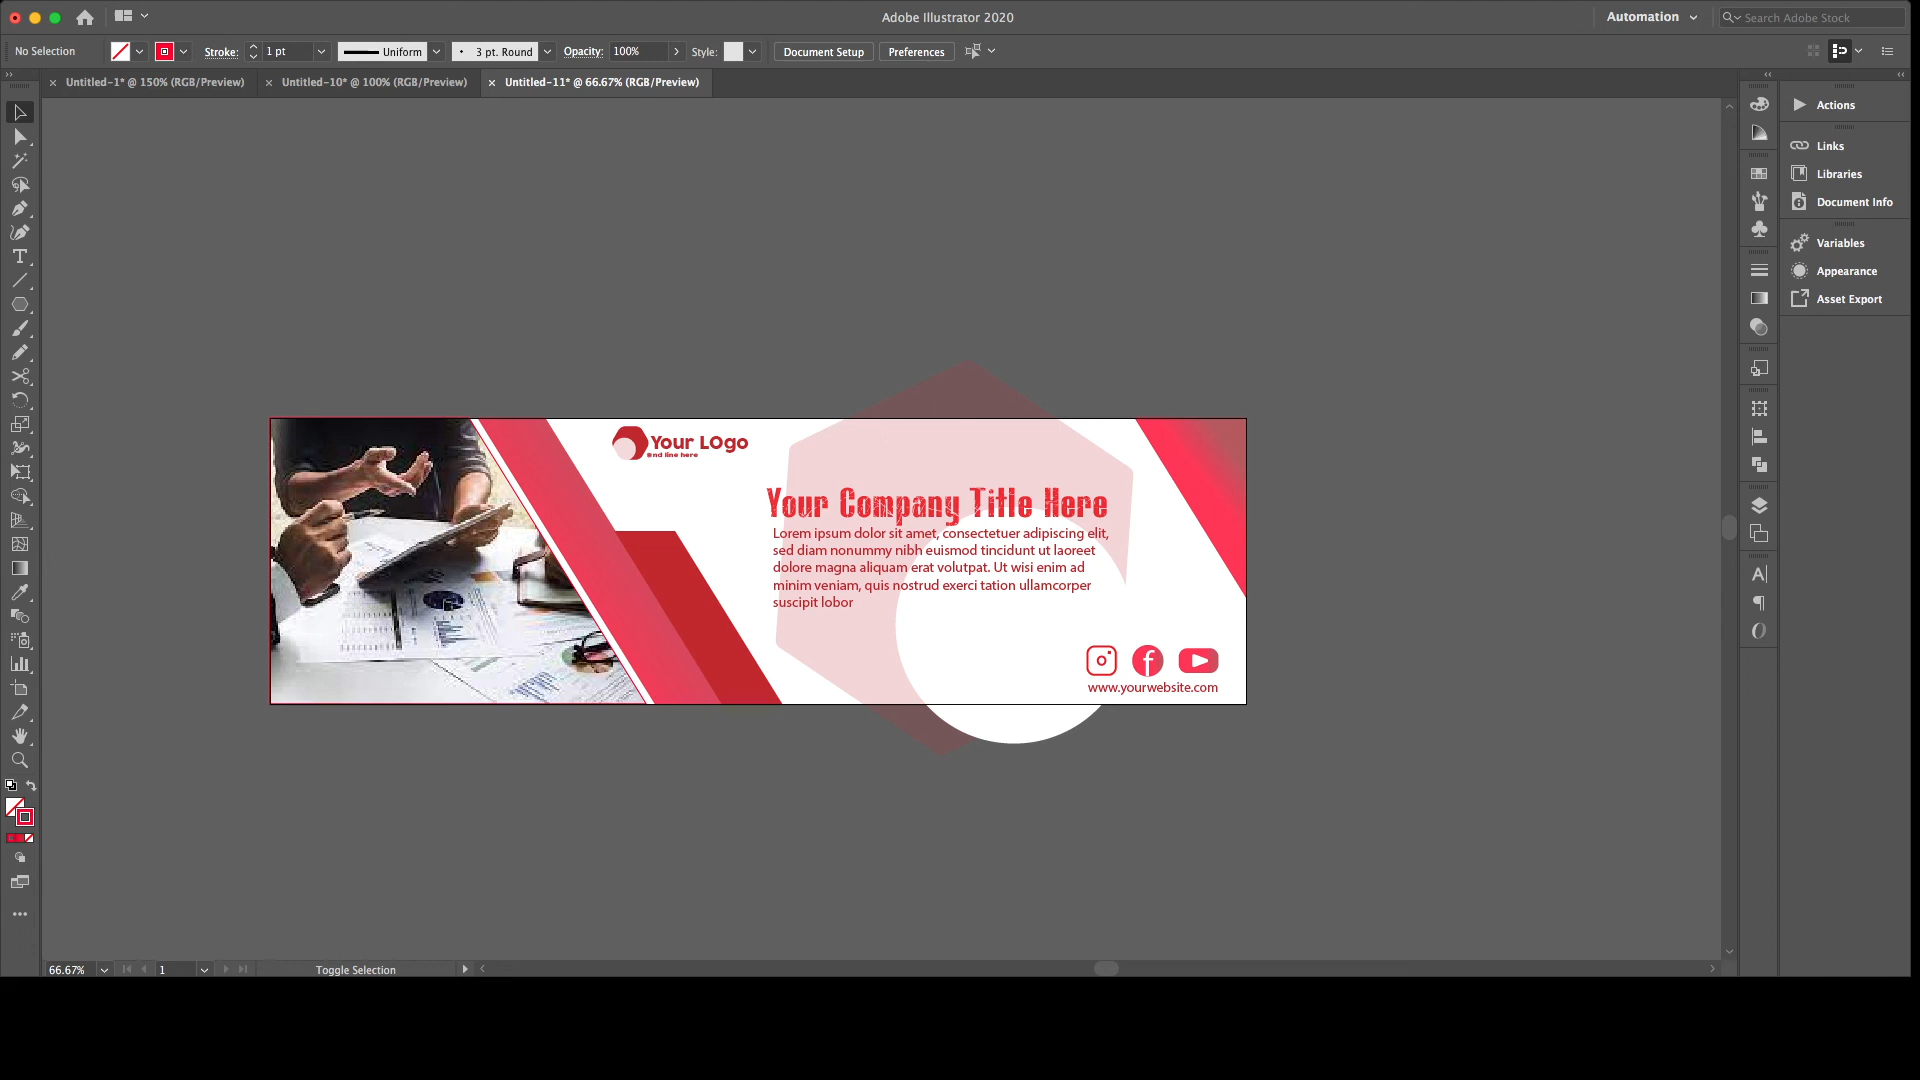 Adobe Illustrator 2020
Automation
Search Adobe Stock
No Selection
Stroke:
1 pt
Uniform
3 pt. Round
Opacity:
100%
Style:
Document Setup
Preferences
Untitled-1* @ 150% (RGB/Preview)
Untitled-10* @ 100% (RGB/Preview)
Untitled-11* @ 66.67% (RGB/Preview)
Actions
Links
Libraries
Document Info
Variables
Appearance
Asset Export
Your LOgo
And line here
Your Company Title Here
Lorem ipsum dolor sit amet, consectetuer adipiscing elit,
sed diam nonummy nibh euismod tincidunt ut laoreet
dolore magna aliquam erat volutpat. Ut wisi enim ad
minim veniam, quis nostrud exerci tation ullamcorper
suscipit lobor
www.yourwebsite.com
66.67%
1
Toggle Selection